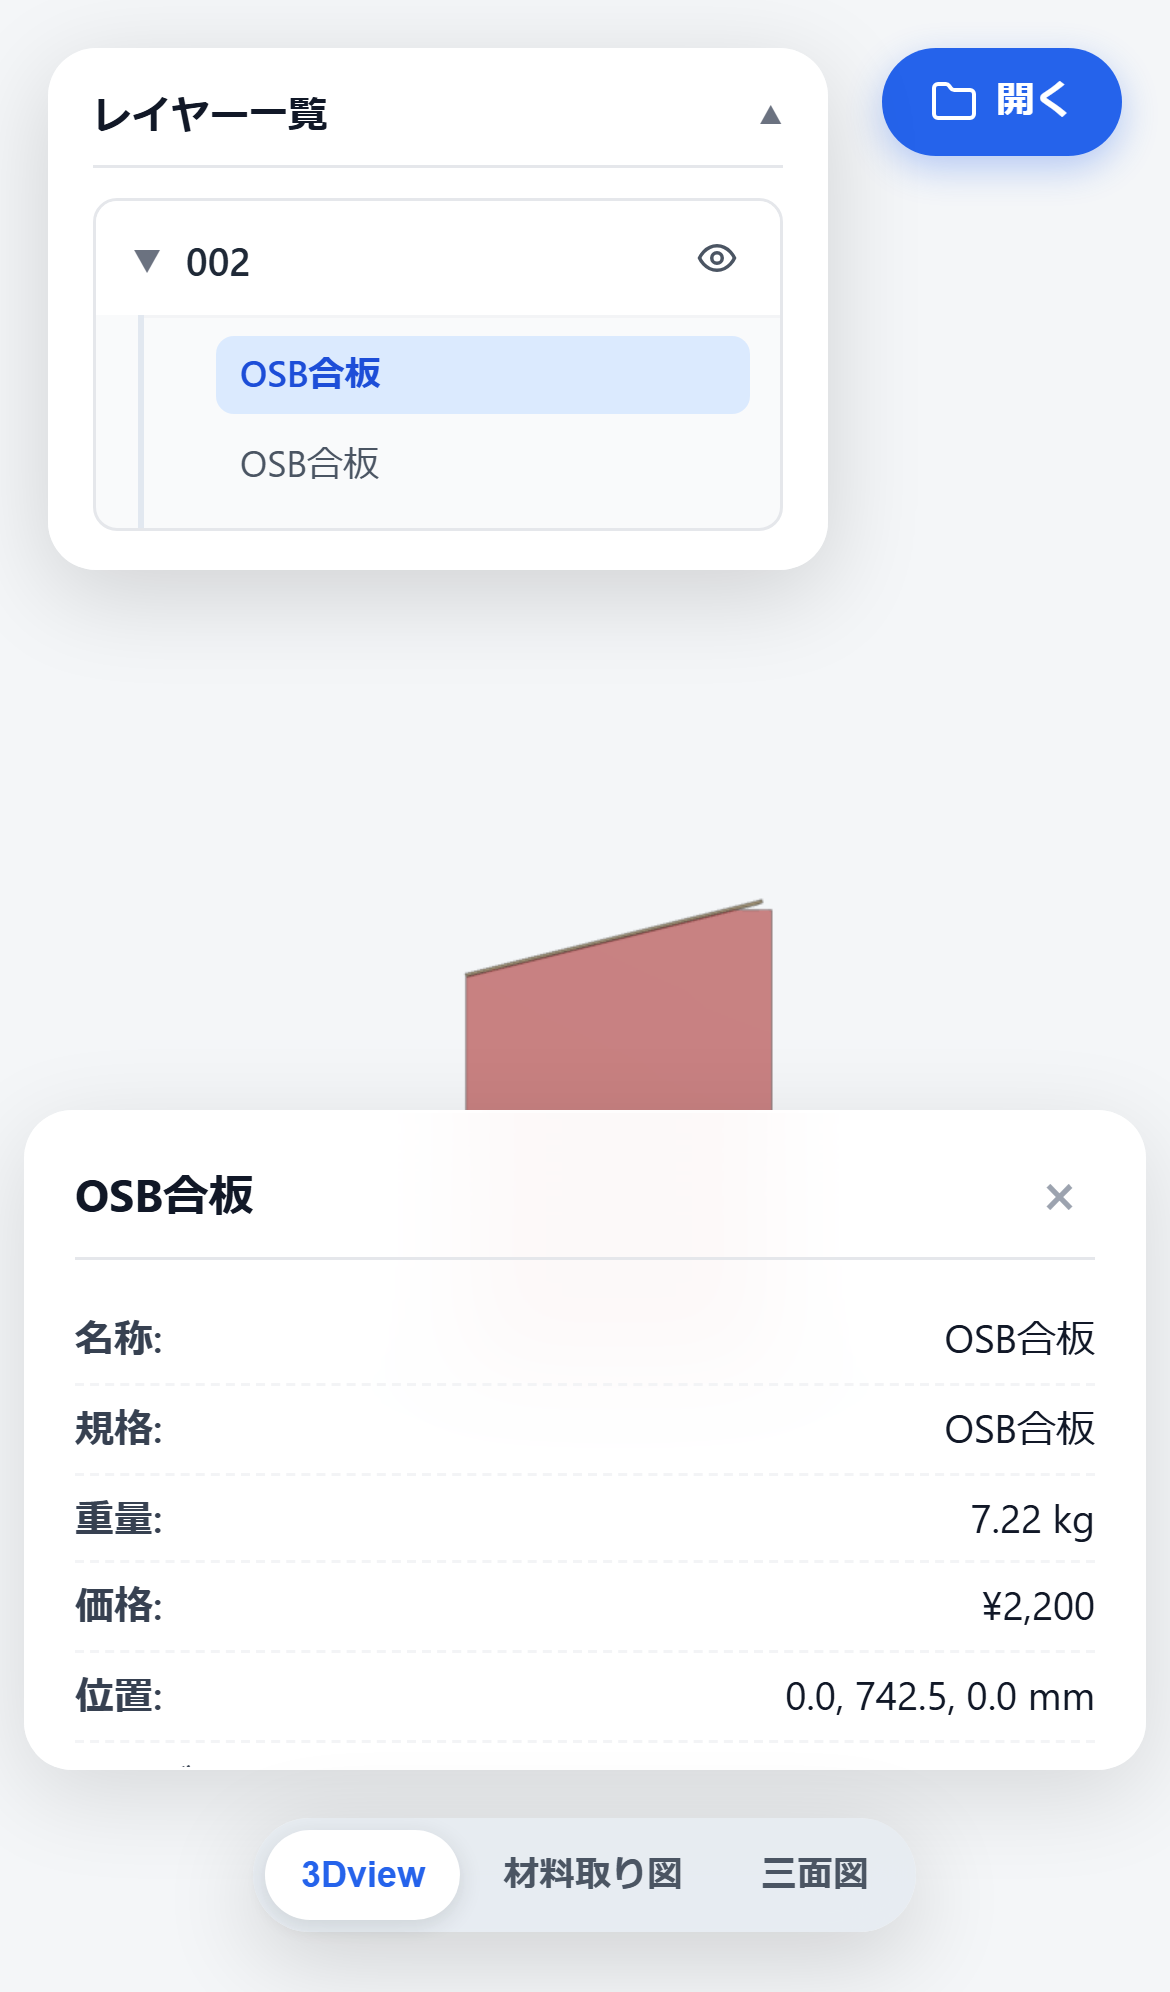 レイヤー一覧
開く
002
OSB合板
OSB合板
OSB合板
名称: OSB合板
規格: OSB合板
重量: 7.22 kg
価格: ¥2,200
位置: 0.0, 742.5, 0.0 mm
3Dview 材料取り図 三面図